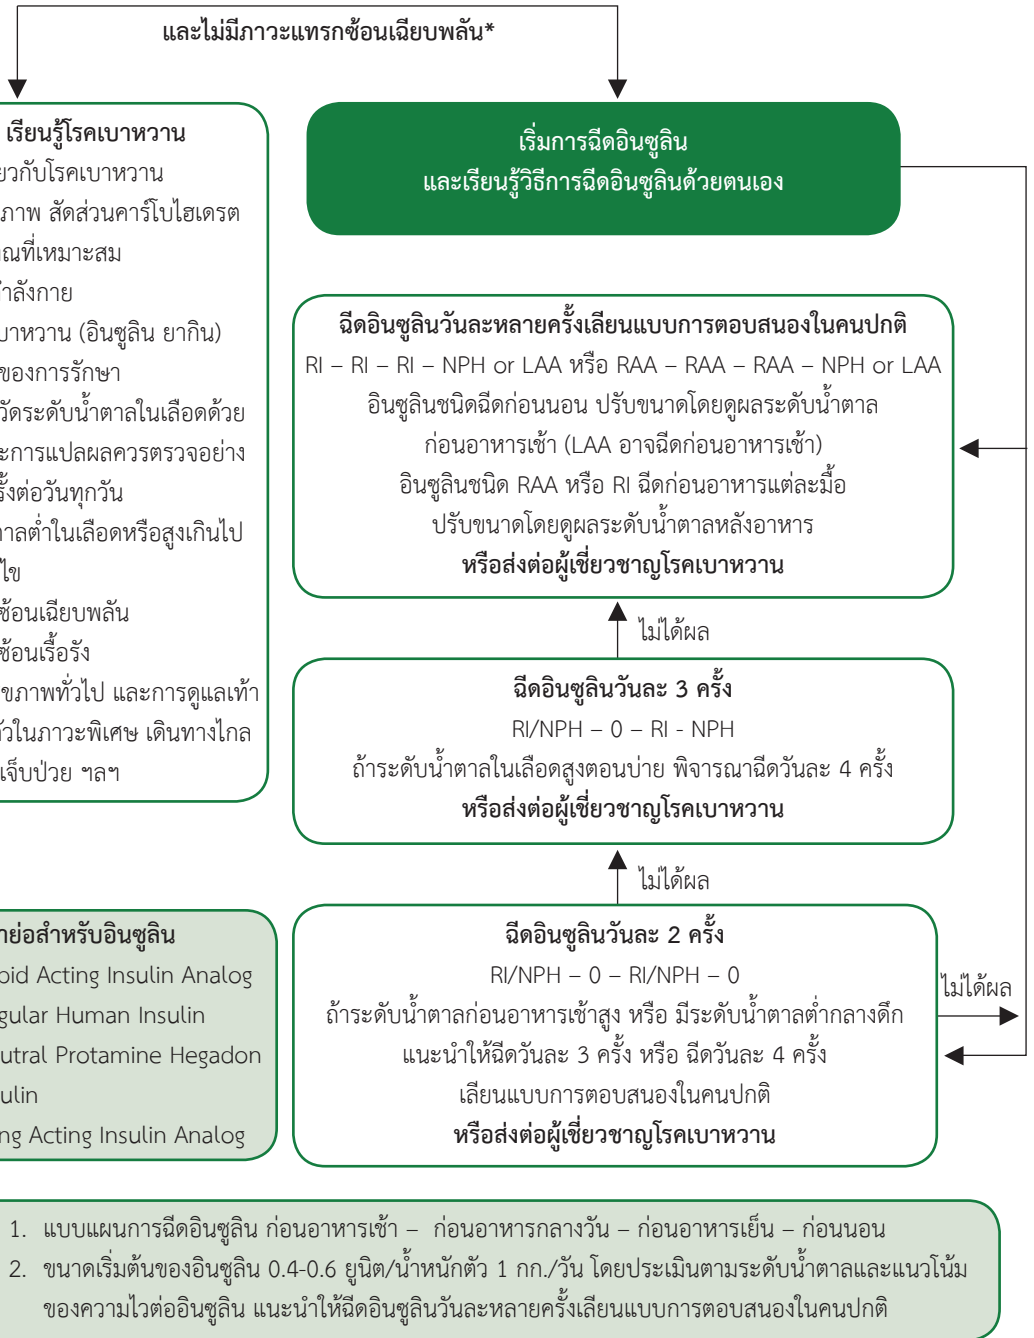 และไม่มีภาวะแทรกซ้อนเฉียบพลัน*
เรียนรู้โรคเบาหวาน
โรคเบาหวาน
สัดส่วนคาร์โบไฮเดรต
ที่เหมาะสม
(อินซูลิน ยากิน)
ของการรักษา
วัดระดับน้ำตาลในเลือดด้วย
การแปลผลควรตรวจอย่าง
ต่อวันทุกวัน
ต่ำในเลือดหรือสูงเกินไป
เฉียบพลัน
เรื้อรัง
ทั่วไป และการดูแลเท้า
ในภาวะพิเศษ เดินทางไกล
เจ็บป่วย ฯลฯ
เริ่มการฉีดอินซูลิน
และเรียนรู้วิธีการฉีดอินซูลินด้วยตนเอง
ฉีดอินซูลินวันละหลายครั้งเลียนแบบการตอบสนองในคนปกติ
RI – RI – RI – NPH or LAA หรือ RAA – RAA – RAA – NPH or LAA
อินซูลินชนิดฉีดก่อนนอน ปรับขนาดโดยดูผลระดับน้ำตาล
ก่อนอาหารเช้า (LAA อาจฉีดก่อนอาหารเช้า)
อินซูลินชนิด RAA หรือ RI ฉีดก่อนอาหารแต่ละมื้อ
ปรับขนาดโดยดูผลระดับน้ำตาลหลังอาหาร
หรือส่งต่อผู้เชี่ยวชาญโรคเบาหวาน
ไม่ได้ผล
ฉีดอินซูลินวันละ 3 ครั้ง
RI/NPH – 0 – RI - NPH
ถ้าระดับน้ำตาลในเลือดสูงตอนบ่าย พิจารณาฉีดวันละ 4 ครั้ง
หรือส่งต่อผู้เชี่ยวชาญโรคเบาหวาน
ไม่ได้ผล
ฉีดอินซูลินวันละ 2 ครั้ง
RI/NPH – 0 – RI/NPH – 0
ถ้าระดับน้ำตาลก่อนอาหารเช้าสูง หรือ มีระดับน้ำตาลต่ำกลางดึก
แนะนำให้ฉีดวันละ 3 ครั้ง หรือ ฉีดวันละ 4 ครั้ง
เลียนแบบการตอบสนองในคนปกติ
หรือส่งต่อผู้เชี่ยวชาญโรคเบาหวาน
ไม่ได้ผล
ย่อสำหรับอินซูลิน
Acting Insulin Analog
Human Insulin
Protamine Hegadon
Acting Insulin Analog
1. แบบแผนการฉีดอินซูลิน ก่อนอาหารเช้า – ก่อนอาหารกลางวัน – ก่อนอาหารเย็น – ก่อนนอน
2. ขนาดเริ่มต้นของอินซูลิน 0.4-0.6 ยูนิต/น้ำหนักตัว 1 กก./วัน โดยประเมินตามระดับน้ำตาลและแนวโน้ม
ของความไวต่ออินซูลิน แนะนำให้ฉีดอินซูลินวันละหลายครั้งเลียนแบบการตอบสนองในคนปกติ